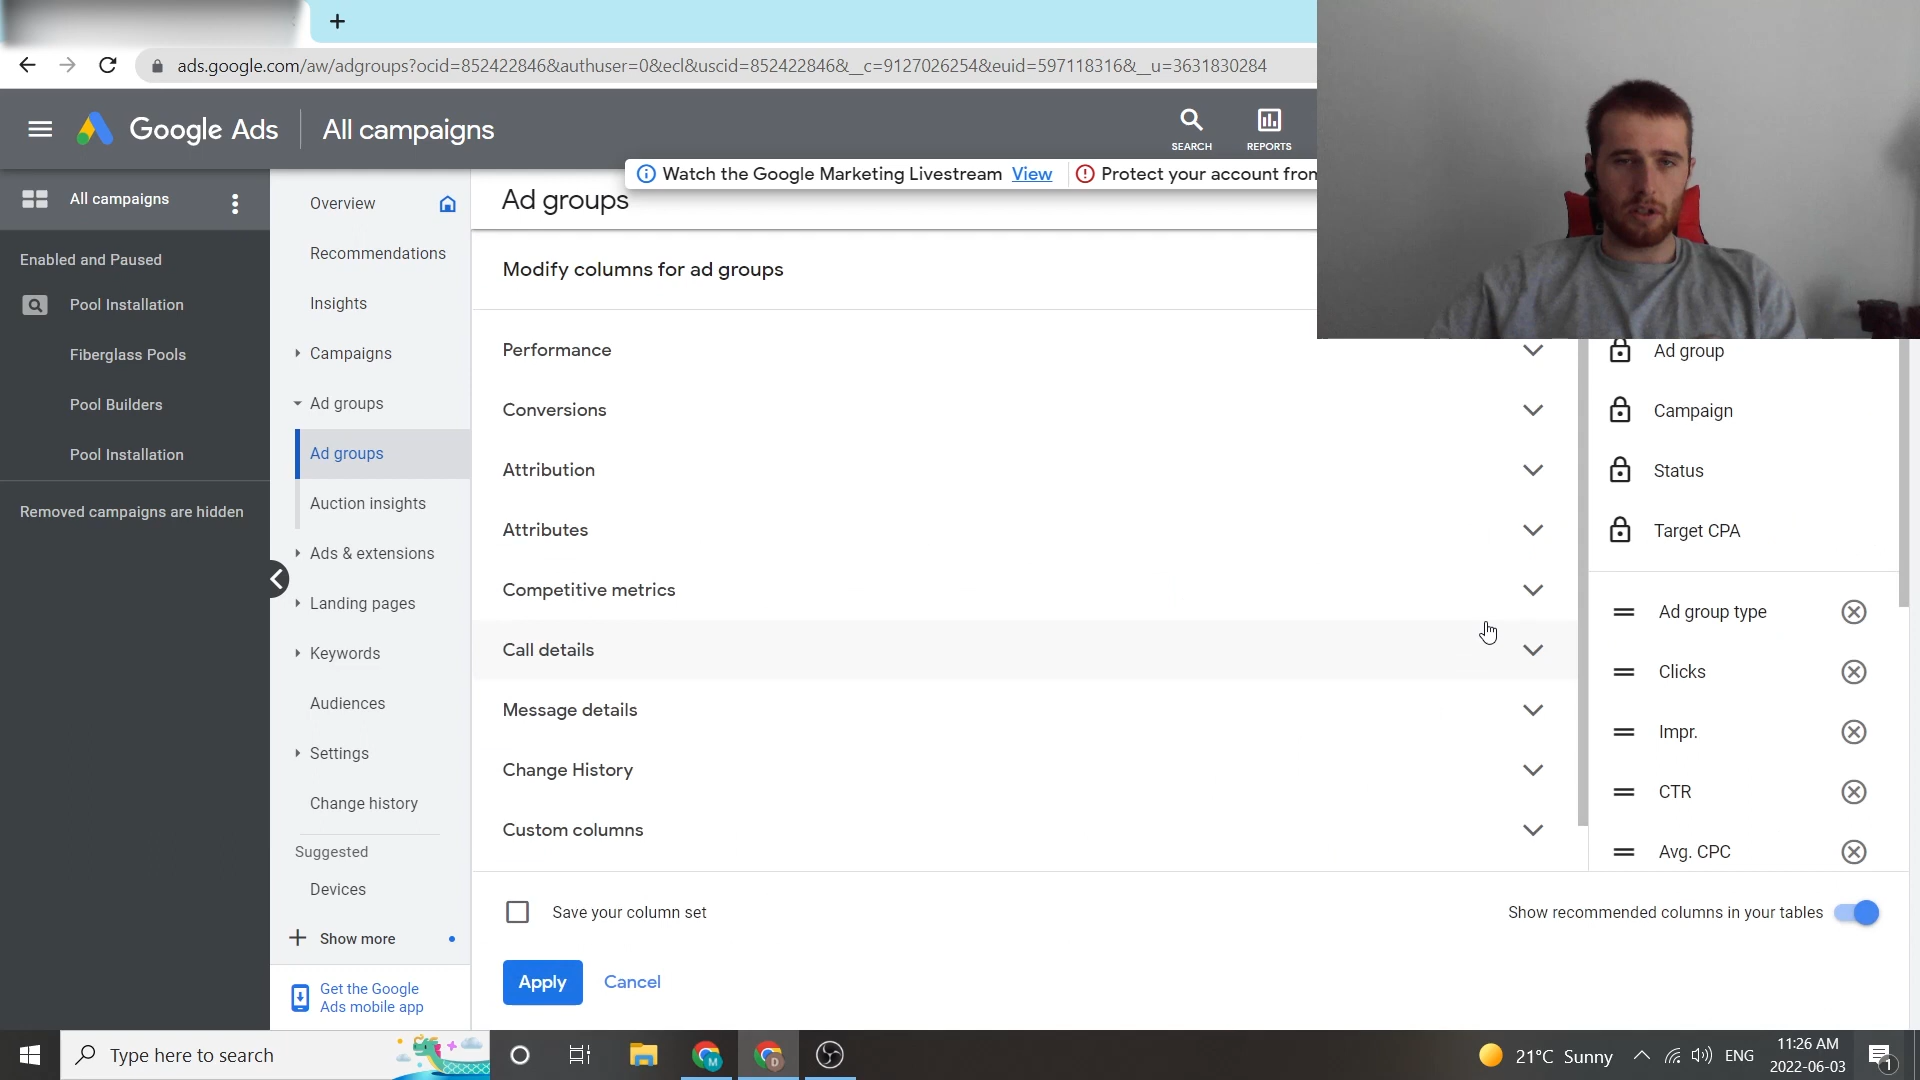 ads.google.com/aw/adgroups?ocid=852422846&authuser=0&ecl&uscid=852422846&__c=9127026254&euid=597118316&__u=3631830284
Google Ads
All campaigns
SEARCH
REPORTS
Watch the Google Marketing Livestream View
Protect your account from
All campaigns
Enabled and Paused
Pool Installation
Fiberglass Pools
Pool Builders
Pool Installation
Removed campaigns are hidden
Overview
Recommendations
Insights
Campaigns
Ad groups
Ad groups
Auction insights
Ads & extensions
Landing pages
Keywords
Audiences
Settings
Change history
Suggested
Devices
Show more
Get the Google
Ads mobile app
Ad groups
Modify columns for ad groups
Performance
Conversions
Attribution
Attributes
Competitive metrics
Call details
Message details
Change History
Custom columns
Ad group
Campaign
Status
Target CPA
Ad group type
Clicks
Impr.
CTR
Avg. CPC
Save your column set
Show recommended columns in your tables
Apply
Cancel
Type here to search
M
D
21°C Sunny
ENG
11:26 AM
2022-06-03
1